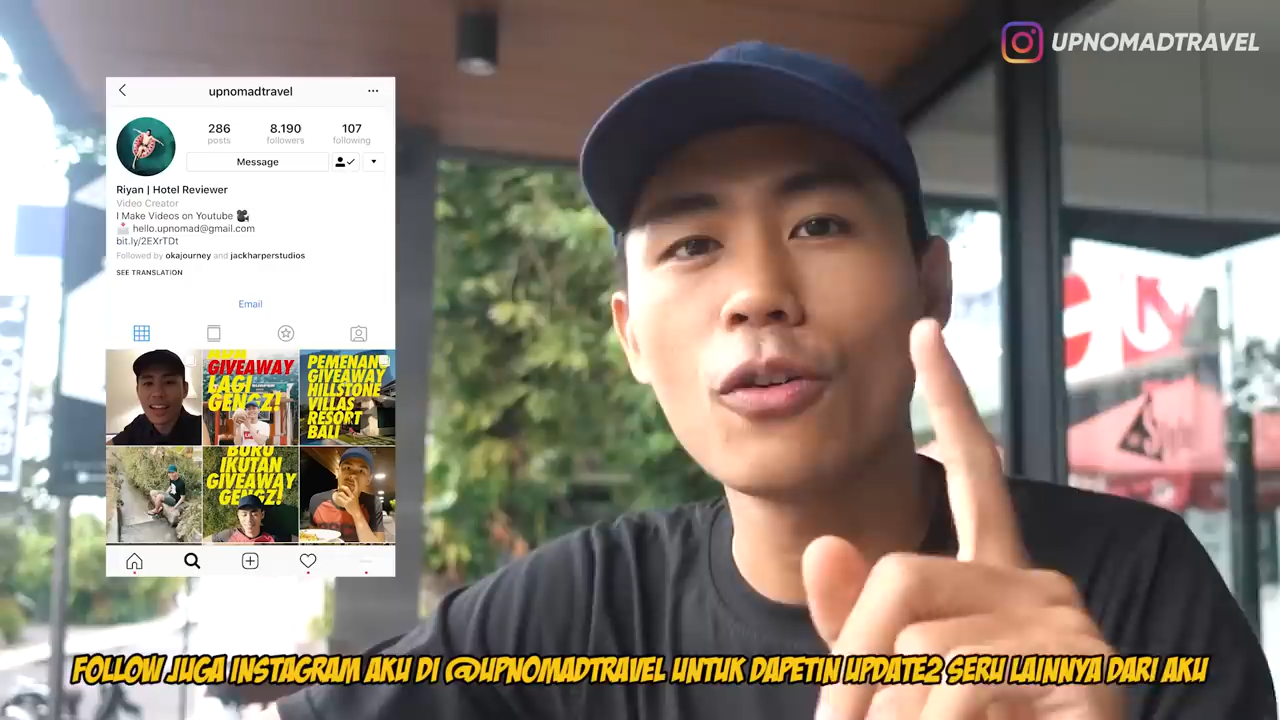 UPNOMADTRAVEL
upnomadtravel
286
8.190
107
posts
followers
following
Message
Riyan | Hotel Reviewer
Video Creator
I Make Videos on Youtube 🎥
📩 hello.upnomad@gmail.com
bit.ly/2EXrTDt
Followed by okajourney and jackharperstudios
SEE TRANSLATION
Email
GIVEAWAY
LAGI
GENGZ!
PEMENANG
GIVEAWAY
HILLSTONE
VILLAS
RESORT
BALI
BURU
IKUTAN
GIVEAWAY
GENGZ!
FOLLOW JUGA INSTAGRAM AKU DI @UPNOMADTRAVEL UNTUK DAPETIN UPDATE2 SERU LAINNYA DARI AKU